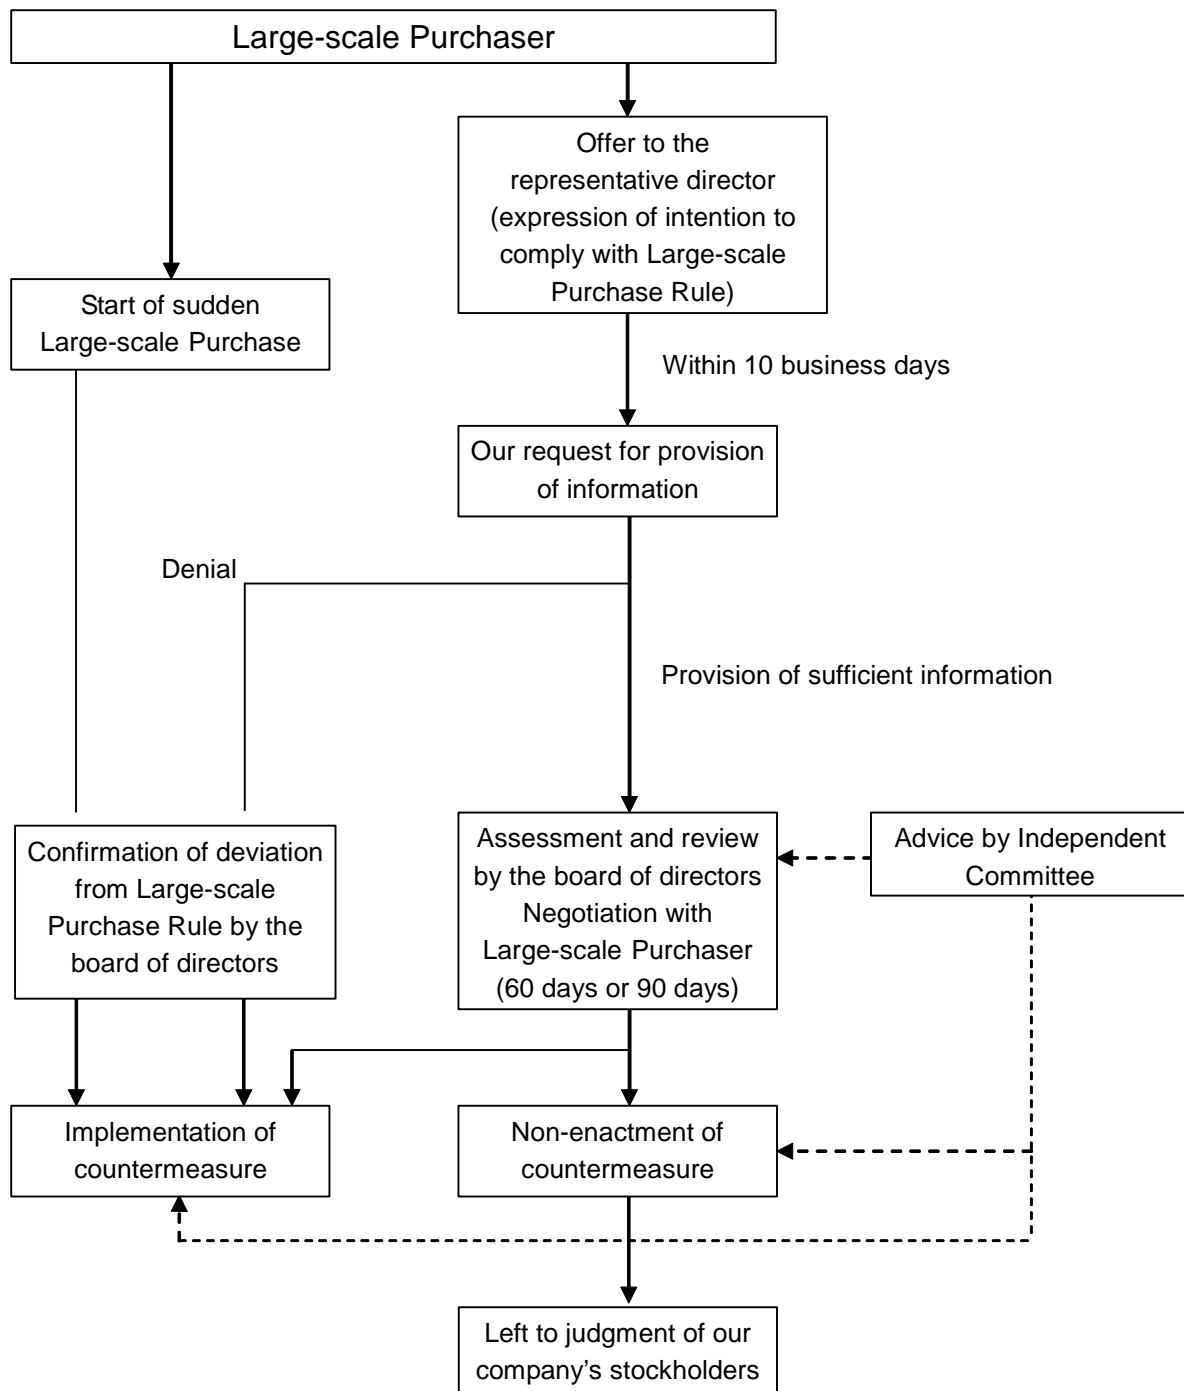 Large-scale Purchaser
Offer to the
representative director
(expression of intention to
comply with Large-scale
Purchase Rule)
Start of sudden
Large-scale Purchase
Within 10 business days
Our request for provision
of information
Denial
Provision of sufficient information
Confirmation of deviation
from Large-scale
Purchase Rule by the
board of directors
Assessment and review
by the board of directors
Negotiation with
Large-scale Purchaser
(60 days or 90 days)
Advice by Independent
Committee
Implementation of
countermeasure
Non-enactment of
countermeasure
Left to judgment of our
company’s stockholders